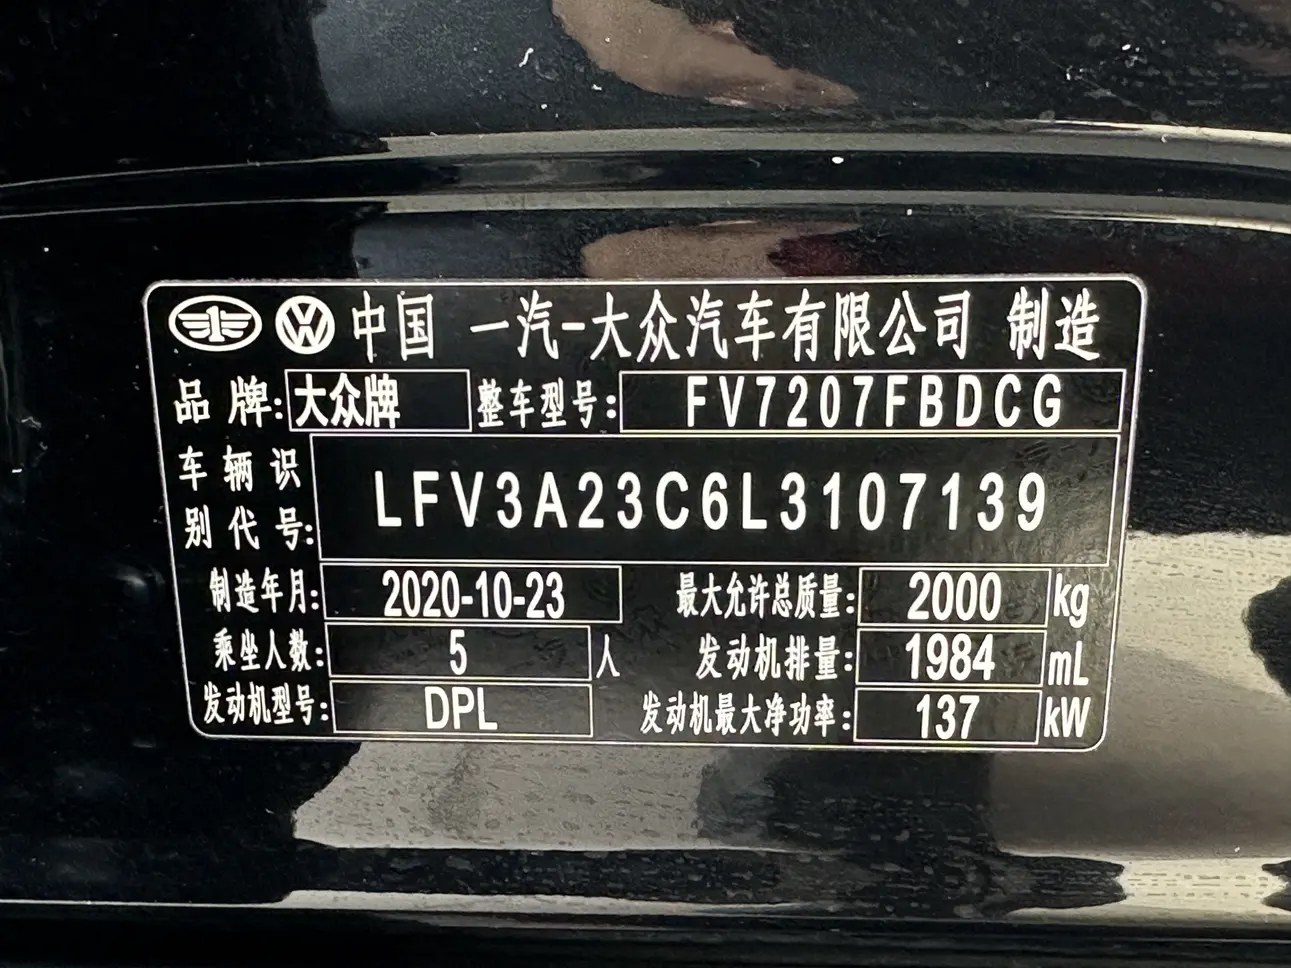 中国 一汽-大众汽车有限公司 制造
品牌: 大众牌 整车型号: FV7207FBDCG
车辆识别代号: LFV3A23C6L3107139
制造年月: 2020-10-23 最大允许总质量: 2000 kg
乘坐人数: 5 人 发动机排量: 1984 mL
发动机型号: DPL 发动机最大净功率: 137 kW